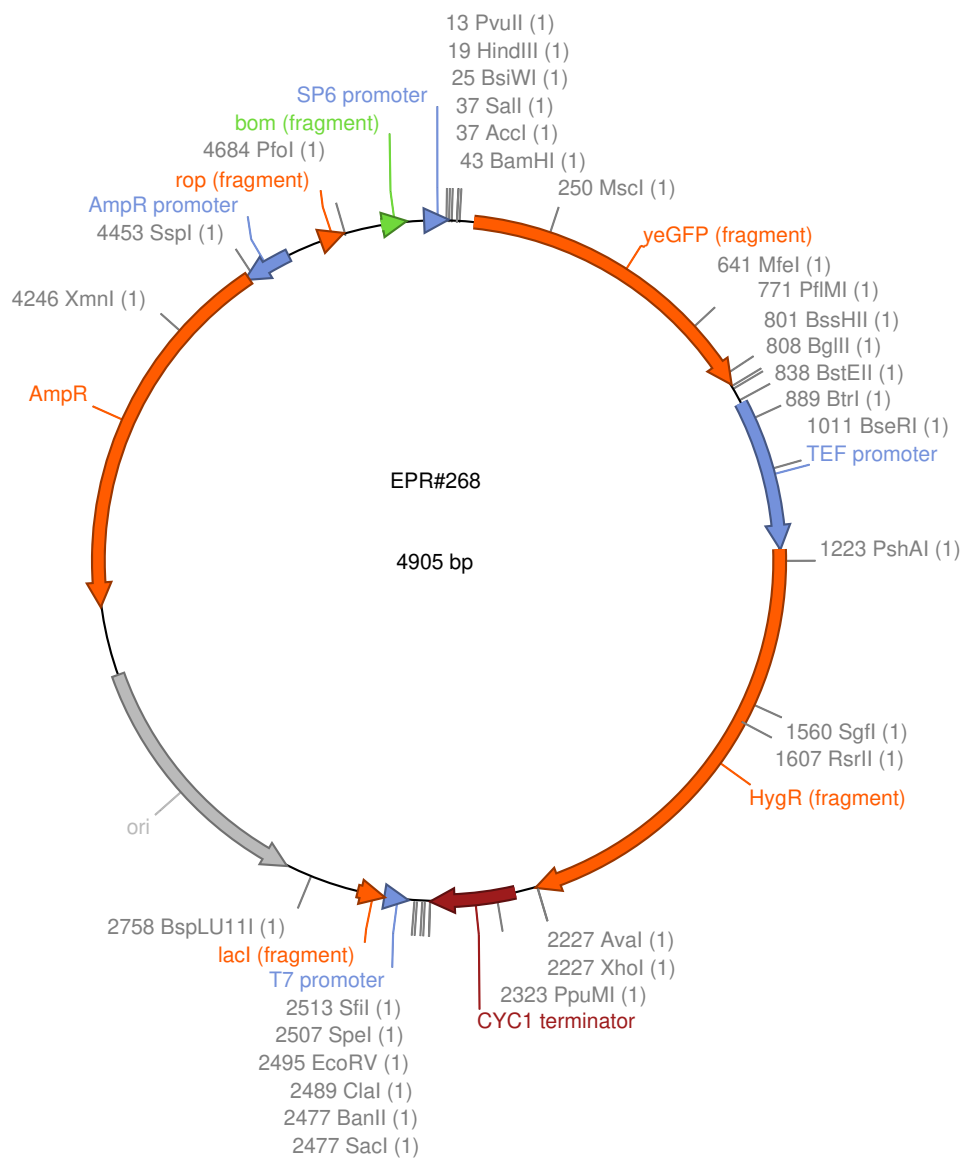 13 PvuII (1)
19 HindIII (1)
25 BsiWI (1)
SP6 promoter
37 SalI (1)
bom (fragment)
37 AccI (1)
4684 PfoI (1)
43 BamHI (1)
rop (fragment)
250 MscI (1)
AmpR promoter
4453 SspI (1)
yeGFP (fragment)
641 MfeI (1)
4246 XmnI (1)
771 PflMI (1)
801 BssHII (1)
808 BglII (1)
838 BstEII (1)
AmpR
889 BtrI (1)
1011 BseRI (1)
TEF promoter
EPR#268
4905 bp
1223 PshAI (1)
1560 SgfI (1)
1607 RsrII (1)
HygR (fragment)
ori
2758 BspLU11I (1)
2227 AvaI (1)
lacI (fragment)
2227 XhoI (1)
T7 promoter
2323 PpuMI (1)
2513 SfiI (1)
CYC1 terminator
2507 SpeI (1)
2495 EcoRV (1)
2489 ClaI (1)
2477 BanII (1)
2477 SacI (1)